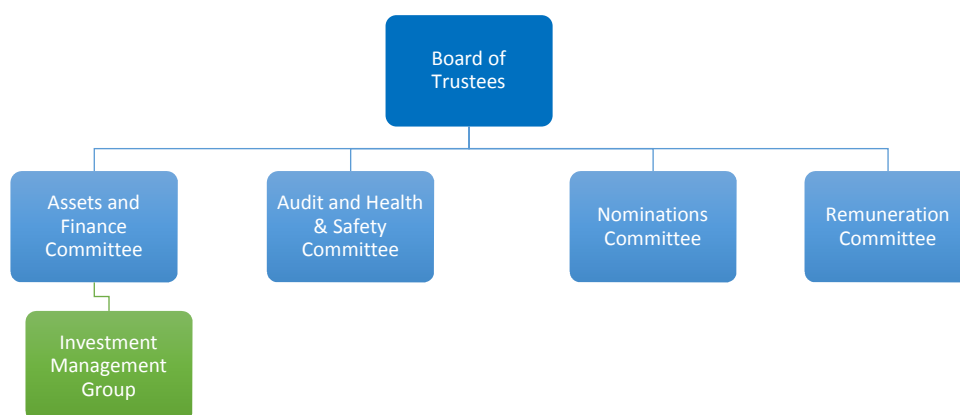 Board of
Trustees
Assets and
Finance
Committee
Audit and Health
& Safety
Committee
Nominations
Committee
Remuneration
Committee
Investment
Management
Group